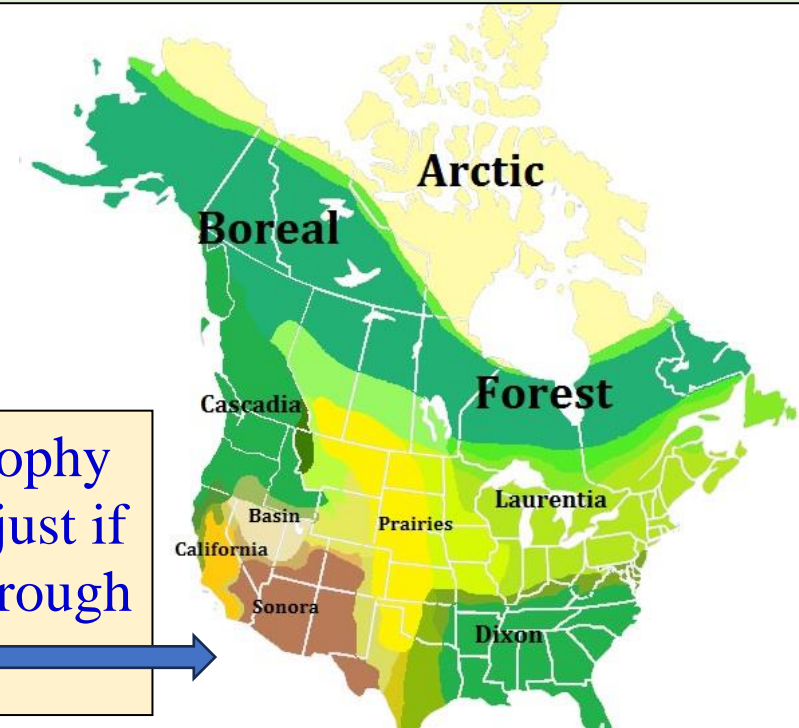 Arctic
Boreal
Forest
Cascadia
Laurentia
Basin
Prairies
California
Sonora
Dixon
ophy
just if
rough